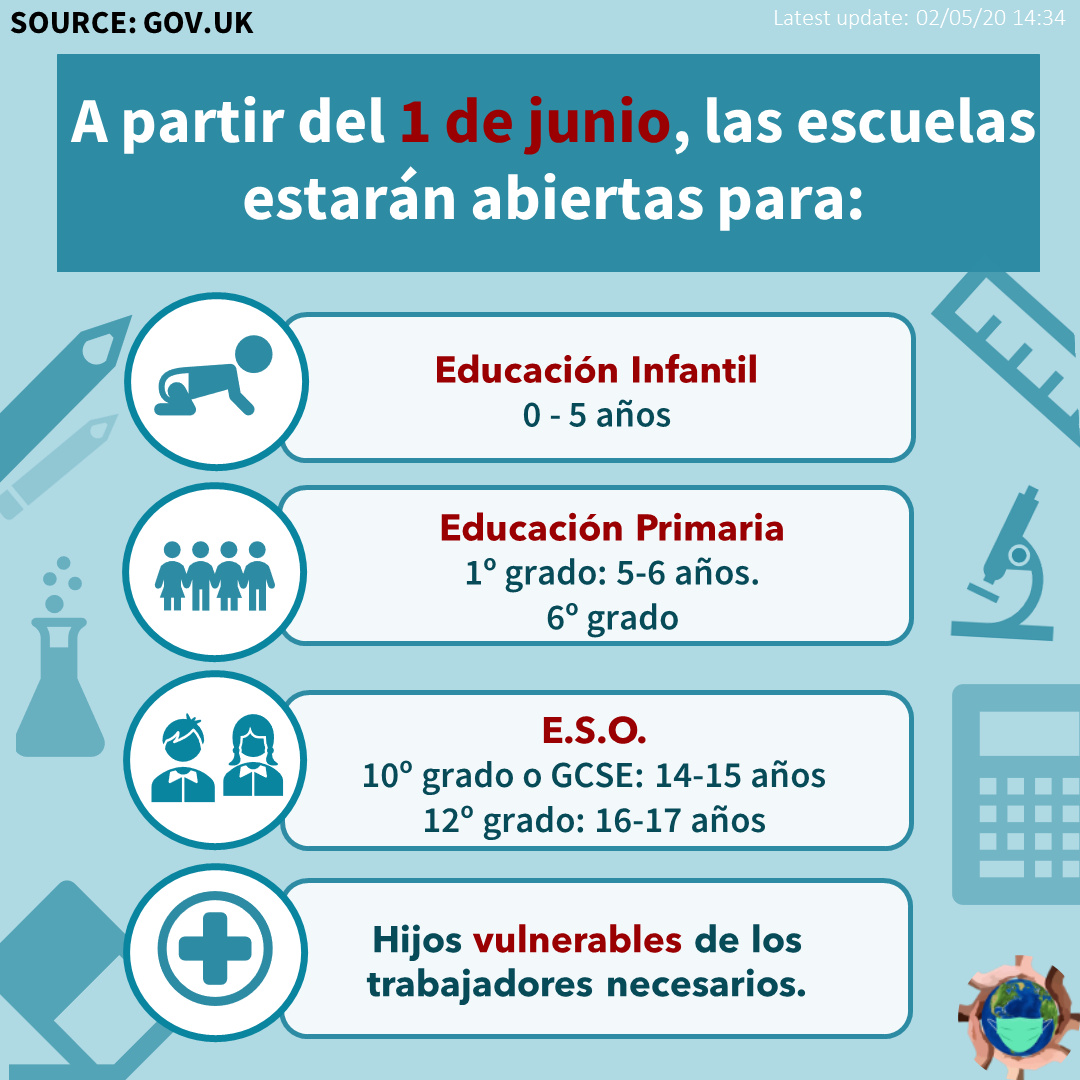 SOURCE: GOV.UK
Latest update: 02/05/20 14:34
A partir del 1 de junio, las escuelas
estarán abiertas para:
Educación Infantil
0 - 5 años
Educación Primaria
1º grado: 5-6 años.
6º grado
E.S.O.
10º grado o GCSE: 14-15 años
12º grado: 16-17 años
Hijos vulnerables de los
trabajadores necesarios.